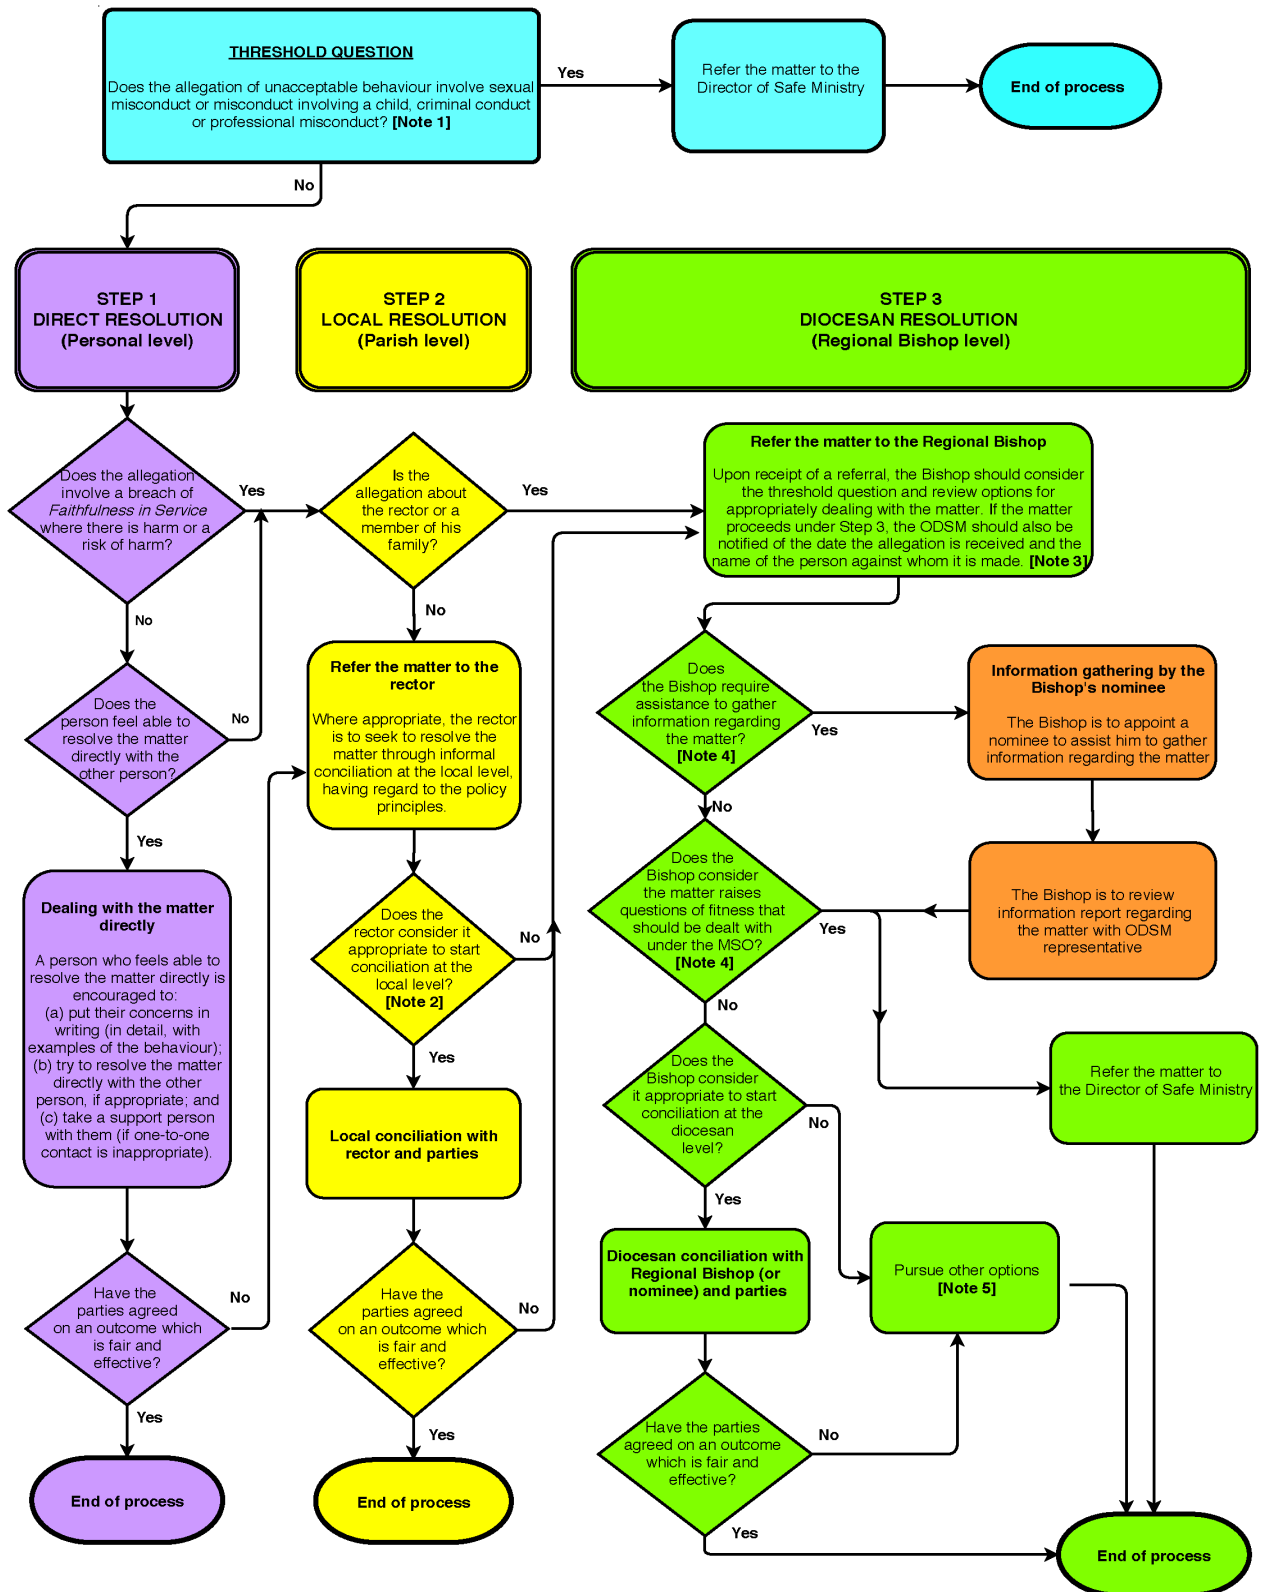 THRESHOLD QUESTION
Does the allegation of unacceptable behaviour involve sexual
misconduct or misconduct involving a child, criminal conduct
or professional misconduct? [Note 1]
Yes
Refer the matter to the
Director of Safe Ministry
End of process
No
STEP 1
DIRECT RESOLUTION
(Personal level)
STEP 2
LOCAL RESOLUTION
(Parish level)
STEP 3
DIOCESAN RESOLUTION
(Regional Bishop level)
Does the allegation
involve a breach of
Faithfulness in Service
where there is harm or a
risk of harm?
Yes
No
Does the
person feel able to
resolve the matter
directly with the
other person?
No
Yes
Dealing with the matter
directly
A person who feels able to
resolve the matter directly is
encouraged to:
(a) put their concerns in
writing (in detail, with
examples of the behaviour);
(b) try to resolve the matter
directly with the other
person, if appropriate; and
(c) take a support person
with them (if one-to-one
contact is inappropriate).
Have the
parties agreed
on an outcome which
is fair and
effective?
No
Yes
End of process
Is the
allegation about
the rector or a
member of his
family?
Yes
No
Refer the matter to the
rector
Where appropriate, the rector
is to seek to resolve the
matter through informal
conciliation at the local level,
having regard to the policy
principles.
Does the
rector consider it
appropriate to start
conciliation at the
local level?
[Note 2]
No
Yes
Local conciliation with
rector and parties
Have the
parties agreed
on an outcome which
is fair and
effective?
No
Yes
End of process
Refer the matter to the Regional Bishop
Upon receipt of a referral, the Bishop should consider
the threshold question and review options for
appropriately dealing with the matter. If the matter
proceeds under Step 3, the ODSM should also be
notified of the date the allegation is received and the
name of the person against whom it is made. [Note 3]
Does
the Bishop require
assistance to gather
information regarding
the matter?
[Note 4]
Yes
No
Information gathering by the
Bishop's nominee
The Bishop is to appoint a
nominee to assist him to gather
information regarding the matter
The Bishop is to review
information report regarding
the matter with ODSM
representative
Does the
Bishop consider
the matter raises
questions of fitness that
should be dealt with
under the MSO?
[Note 4]
Yes
No
Refer the matter to
the Director of Safe Ministry
Does the
Bishop consider
it appropriate to start
conciliation at the
diocesan
level?
No
Yes
Diocesan conciliation with
Regional Bishop (or
nominee) and parties
Pursue other options
[Note 5]
Have the parties
agreed on an outcome
which is fair and
effective?
No
Yes
End of process